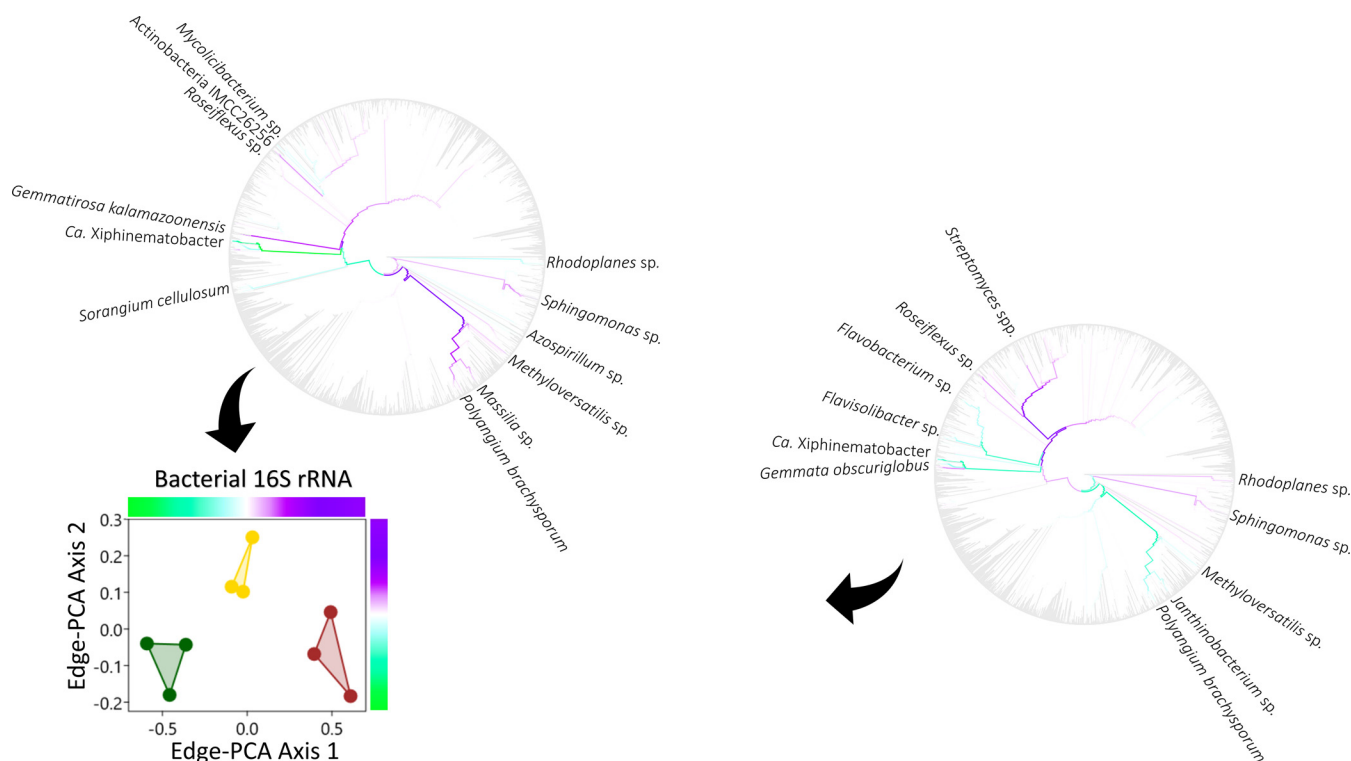 Mycolicibacterium sp.
Actinobacteria IMCC26256
Roseiflexus sp.
Gemmatirosa kalamazoonensis
Ca. Xiphinematobacter
Sorangium cellulosum
Rhodoplanes sp.
Sphingomonas sp.
Azospirillum sp.
Methyloversatilis sp.
Massilia sp.
Polyangium brachysporum
Streptomyces spp.
Roseiflexus sp.
Flavobacterium sp.
Flavisolibacter sp.
Ca. Xiphinematobacter
Gemmata obscuriglobus
Rhodoplanes sp.
Sphingomonas sp.
Methyloversatilis sp.
Janthinobacterium sp.
Polyangium brachysporum
Bacterial 16S rRNA
Edge-PCA Axis 2
0.3
0.2
0.1
0.0
-0.1
-0.2
-0.5
0.0
0.5
Edge-PCA Axis 1